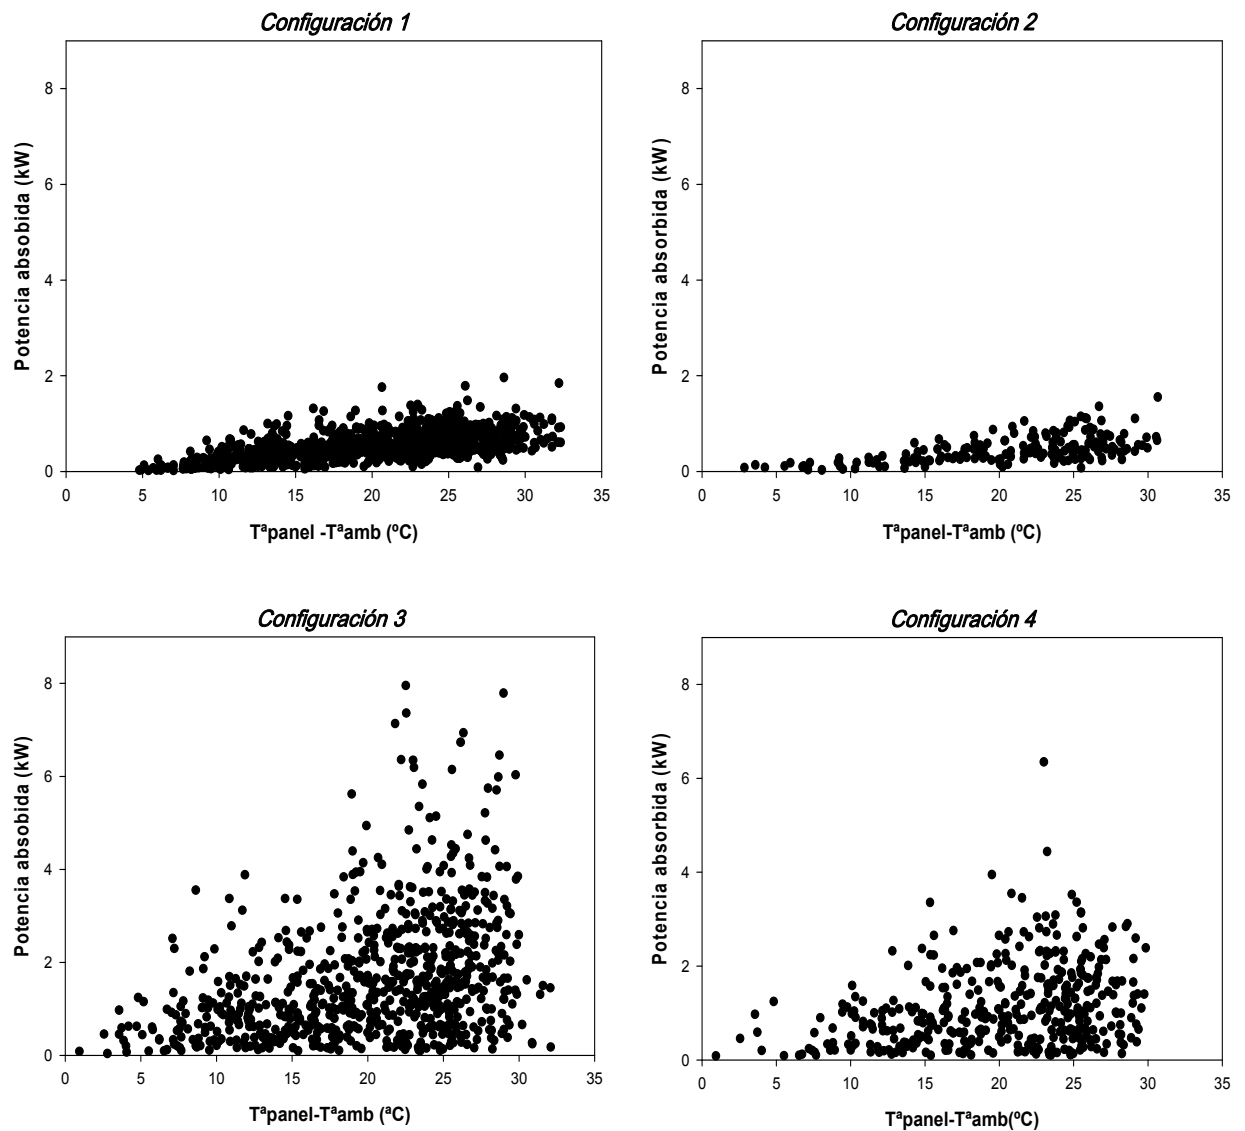 Configuración 1
Potencia absobida (kW)
8
6
4
2
0
0 5 10 15 20 25 30 35
Tªpanel -Tªamb (ºC)
Configuración 2
Potencia absorbida (kW)
8
6
4
2
0
0 5 10 15 20 25 30 35
Tªpanel-Tªamb (ºC)
Configuración 3
Potencia absobida (kW)
8
6
4
2
0
0 5 10 15 20 25 30 35
Tªpanel-Tªamb (ªC)
Configuración 4
Potencia absorbida (kW)
8
6
4
2
0
0 5 10 15 20 25 30 35
Tªpanel-Tªamb(ºC)